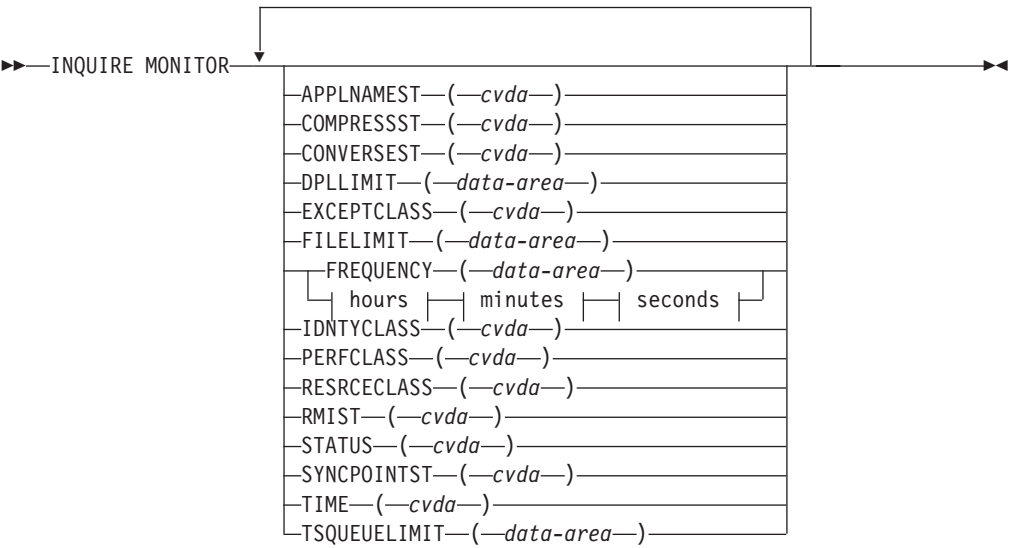 INQUIRE MONITOR
APPLNAMEST (cvda)
COMPRESSST (cvda)
CONVERSEST (cvda)
DPLLIMIT (data-area)
EXCEPTCLASS (cvda)
FILELIMIT (data-area)
FREQUENCY (data-area)
hours minutes seconds
IDNTYCLASS (cvda)
PERFCLASS (cvda)
RESRCECLASS (cvda)
RMIST (cvda)
STATUS (cvda)
SYNCPOINTST (cvda)
TIME (cvda)
TSQUEUELIMIT (data-area)